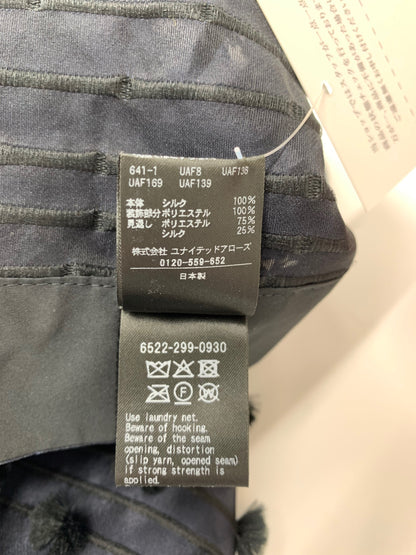 641-1 UAF8 UAF138
UAF169 UAF139
本体 シルク 100%
装飾部分 ポリエステル 100%
見返し ポリエステル 75%
シルク 25%
株式会社 ユナイテッドアローズ
0120-559-652
日本製
6522-299-0930
F W
Use laundry net.
Beware of hooking.
Beware of the seam
opening, distortion
(slip yarn, opened seam)
if strong strength is
applied